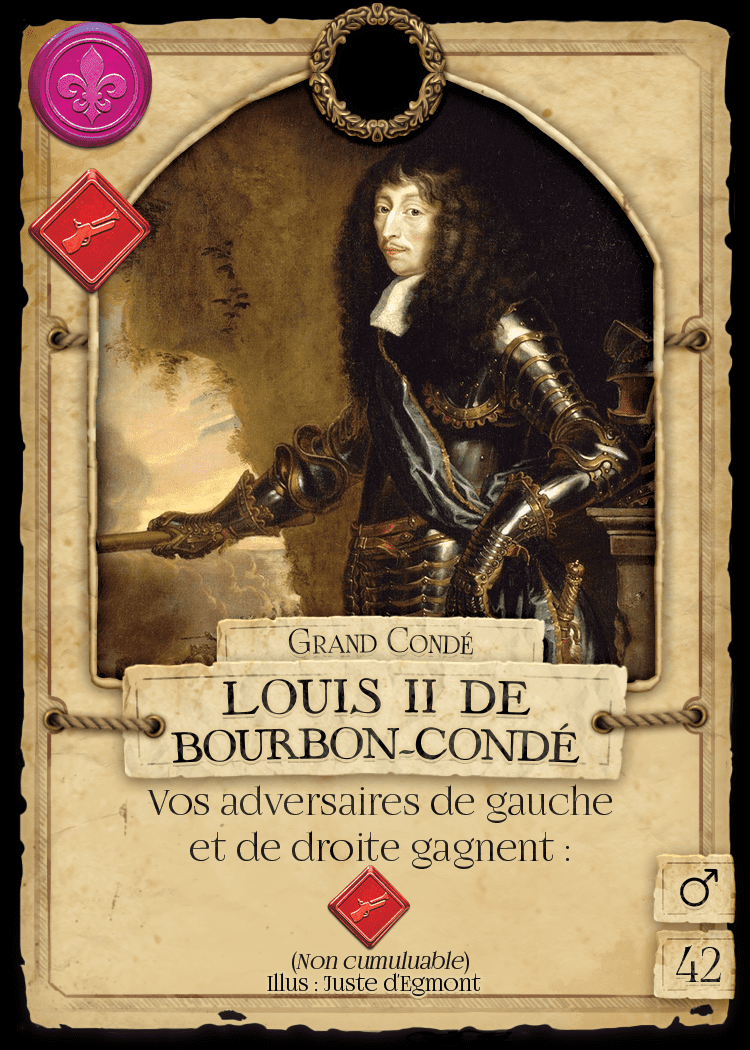 Grand Condé
LOUIS II DE
BOURBON-CONDÉ
Vos adversaires de gauche
et de droite gagnent :
(Non cumuluable)
Illus : Juste d'Egmont
♂
42